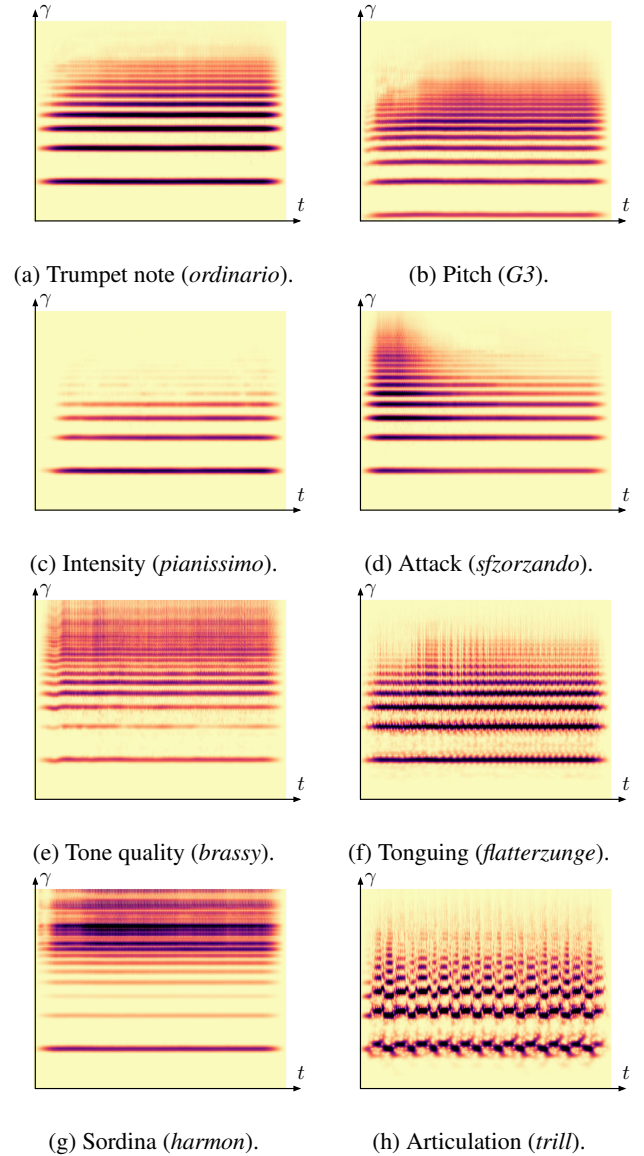 γ γ
t t
(a) Trumpet note (ordinario). (b) Pitch (G3).
γ γ
t t
(c) Intensity (pianissimo). (d) Attack (sfzorzando).
γ γ
t t
(e) Tone quality (brassy). (f) Tonguing (flatterzunge).
γ γ
t t
(g) Sordina (harmon). (h) Articulation (trill).